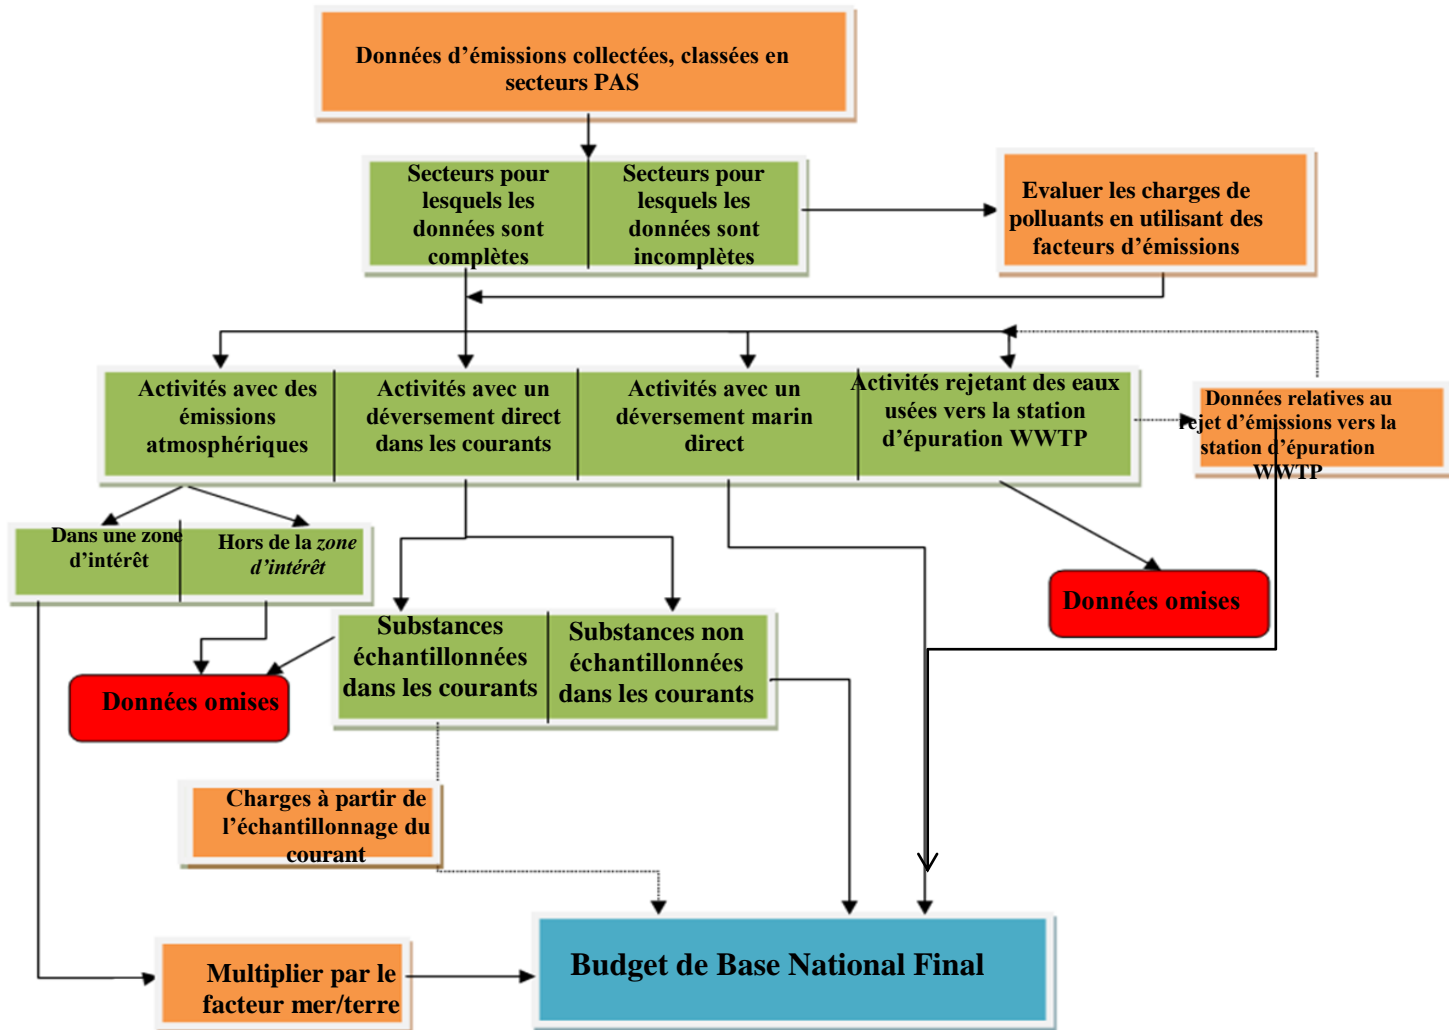 Données d’émissions collectées, classées en
secteurs PAS
Secteurs pour
lesquels les
données sont
complètes
Secteurs pour
lesquels les
données sont
incomplètes
Evaluer les charges de
polluants en utilisant des
facteurs d’émissions
Activités avec des
émissions
atmosphériques
Activités avec un
déversement direct
dans les courants
Activités avec un
déversement marin
direct
Activités rejetant des eaux
usées vers la station
d’épuration WWTP
Données relatives au
rejet d’émissions vers la
station d’épuration
WWTP
Dans une zone
d’intérêt
Hors de la zone
d’intérêt
Données omises
Substances
échantillonnées
dans les courants
Substances non
échantillonnées
dans les courants
Données omises
Charges à partir de
l’échantillonnage du
courant
Multiplier par le
facteur mer/terre
Budget de Base National Final